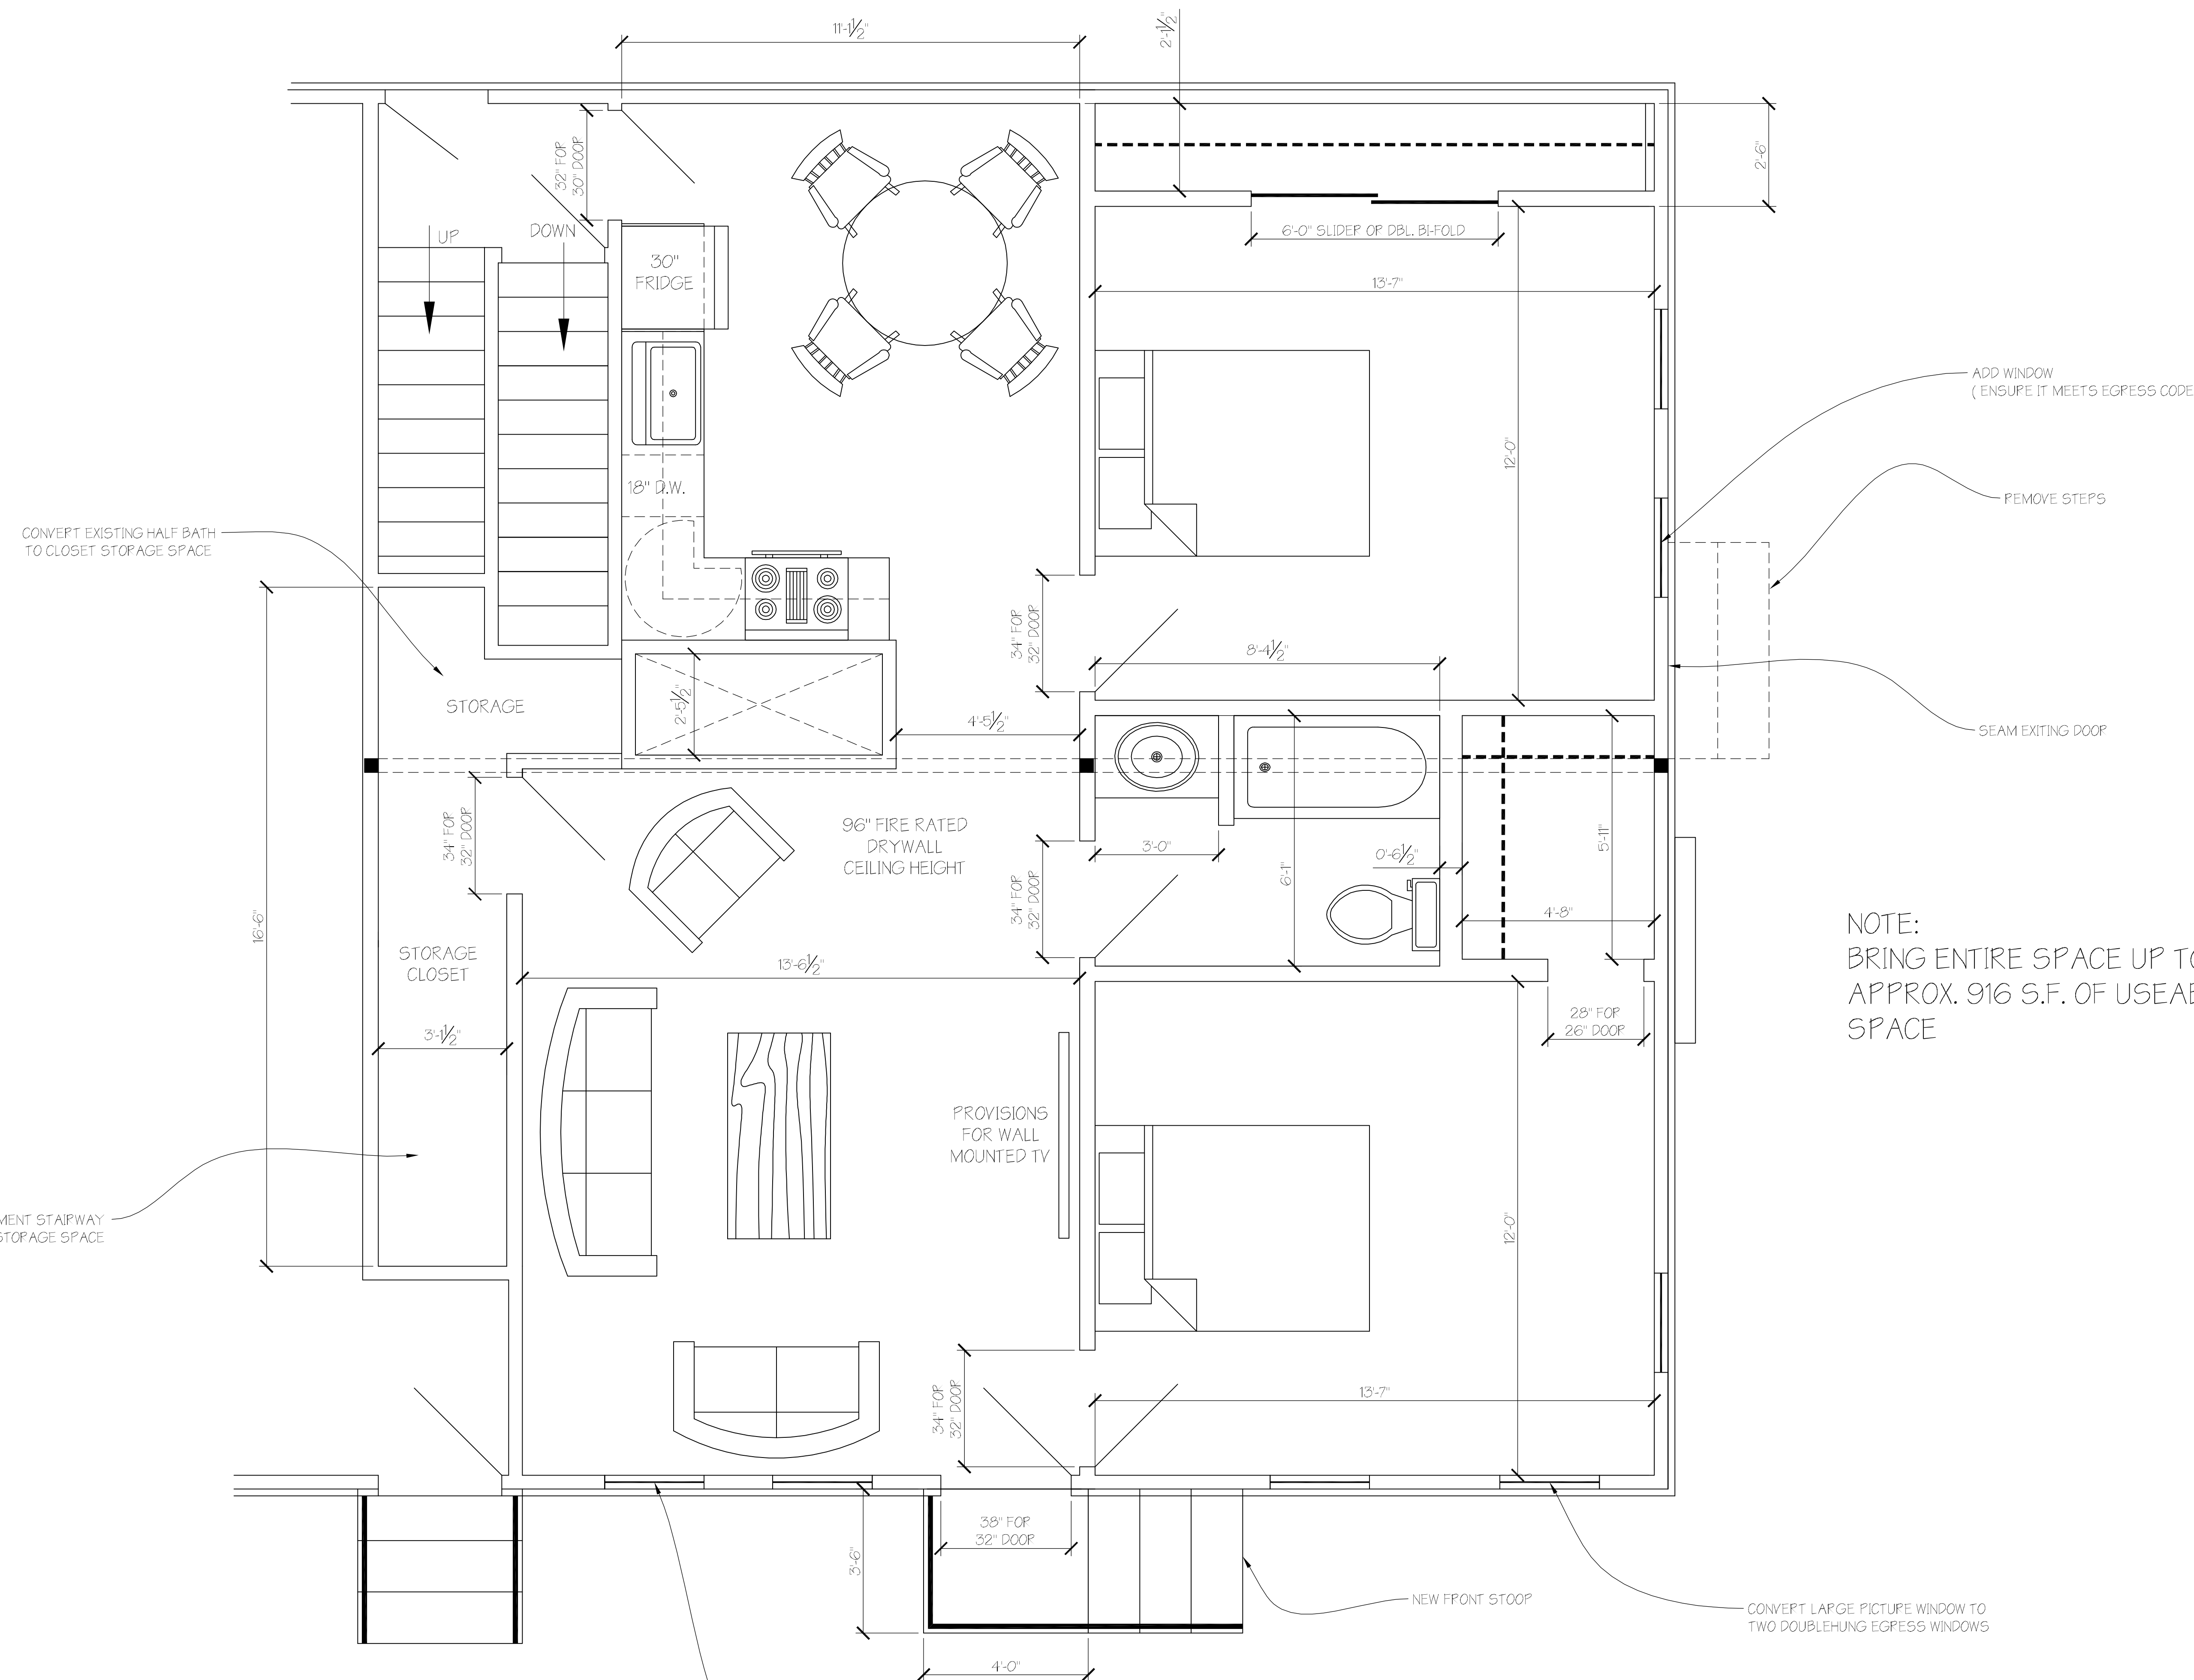 11'-1½"
2'-1½"
32" FOR
30" DOOR
2'-6"
UP
DOWN
30"
FRIDGE
6'-0" SLIDER OR DBL. BI-FOLD
13'-7"
ADD WINDOW
( ENSURE IT MEETS EGRESS CODE
12'-0"
18" D.W.
REMOVE STEPS
CONVERT EXISTING HALF BATH
TO CLOSET STORAGE SPACE
34" FOR
32" DOOR
8'-4½"
STORAGE
2'-5½"
4'-5½"
SEAM EXITING DOOR
34" FOR
32" DOOR
96" FIRE RATED
DRYWALL
CEILING HEIGHT
3'-0"
0'-6½"
5'-11"
6'-1"
34" FOR
32" DOOR
4'-8"
16'-6"
NOTE:
BRING ENTIRE SPACE UP TO
APPROX. 916 S.F. OF
SPACE
STORAGE
CLOSET
13'-6½"
28" FOR
26" DOOR
3'-1½"
PROVISIONS
FOR WALL
MOUNTED TV
STAIRWAY
STORAGE SPACE
12'-0"
34" FOR
32" DOOR
13'-7"
38" FOR
32" DOOR
3'-6"
NEW FRONT STOOP
CONVERT LARGE PICTURE WINDOW TO
TWO DOUBLEHUNG EGRESS WINDOWS
4'-0"